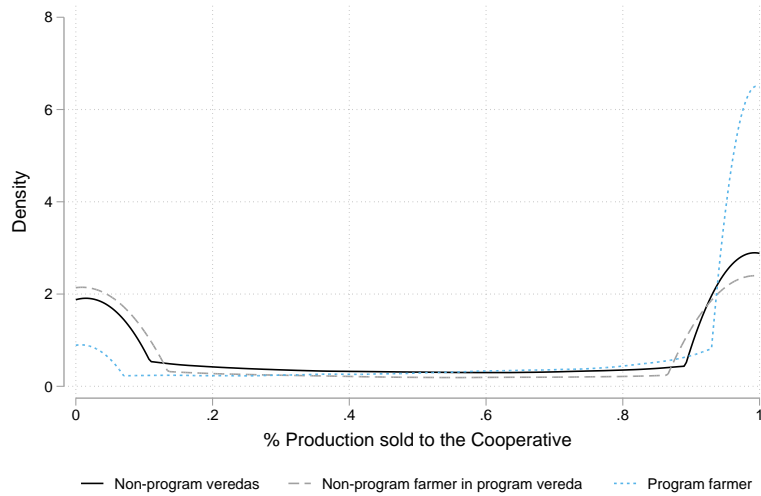 8
6
4
2
0
Density
0 .2 .4 .6 .8 1
% Production sold to the Cooperative
Non-program veredas Non-program farmer in program vereda Program farmer